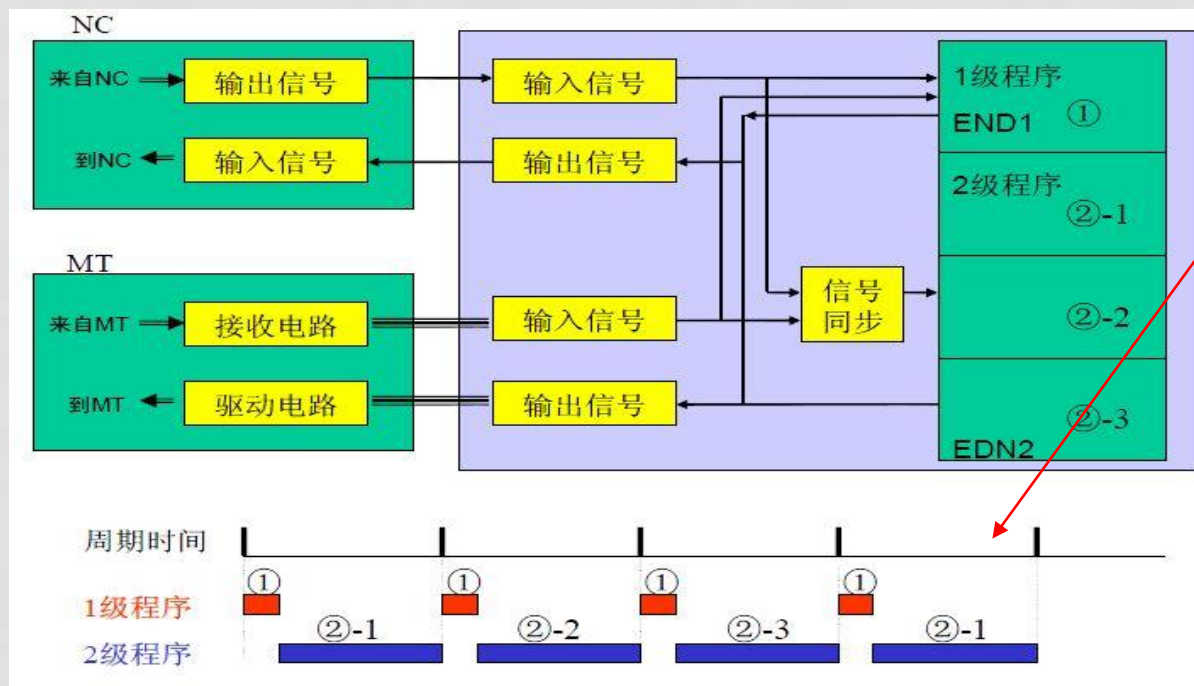 NC
来自NC
输出信号
到NC
输入信号
输入信号
输出信号
1级程序
END1
①
2级程序
②-1
②-2
②-3
EDN2
MT
来自MT
接收电路
到MT
驱动电路
输入信号
输出信号
信号
同步
周期时间
1级程序
① ① ① ①
2级程序
②-1 ②-2 ②-3 ②-1